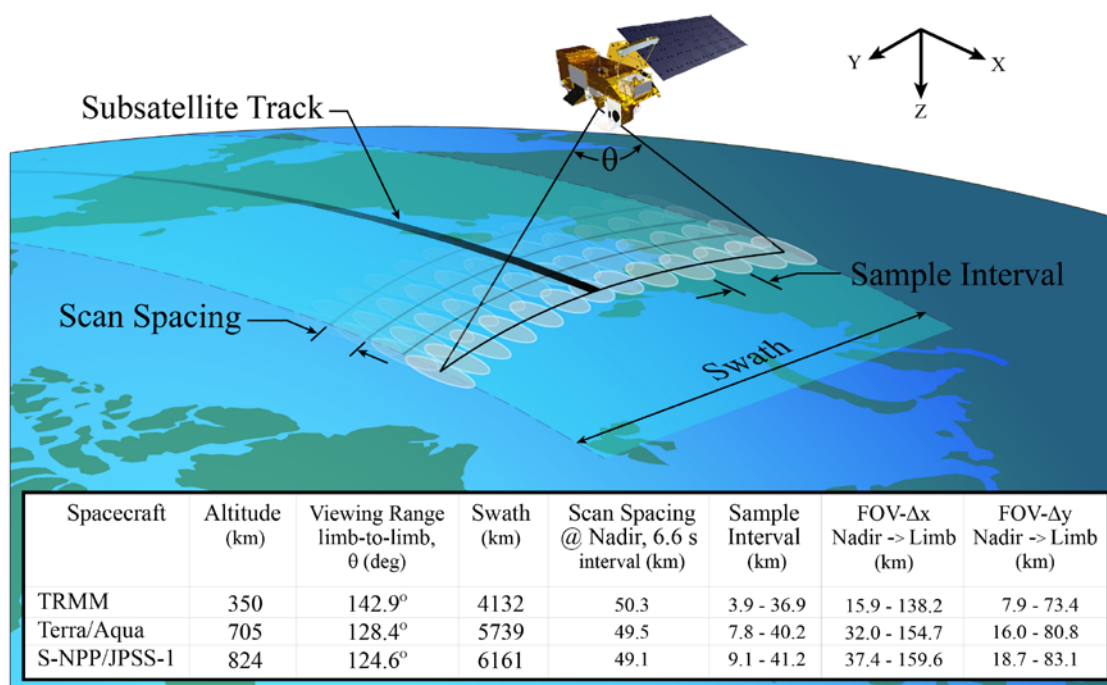 Y
X
Z
Subsatellite Track
θ
Sample Interval
Scan Spacing
Swath
Spacecraft Altitude (km) Viewing Range limb-to-limb, θ (deg) Swath (km) Scan Spacing @ Nadir, 6.6 s interval (km) Sample Interval (km) FOV-Δx Nadir -> Limb (km) FOV-Δy Nadir -> Limb (km)
TRMM 350 142.9° 4132 50.3 3.9 - 36.9 15.9 - 138.2 7.9 - 73.4
Terra/Aqua 705 128.4° 5739 49.5 7.8 - 40.2 32.0 - 154.7 16.0 - 80.8
S-NPP/JPSS-1 824 124.6° 6161 49.1 9.1 - 41.2 37.4 - 159.6 18.7 - 83.1